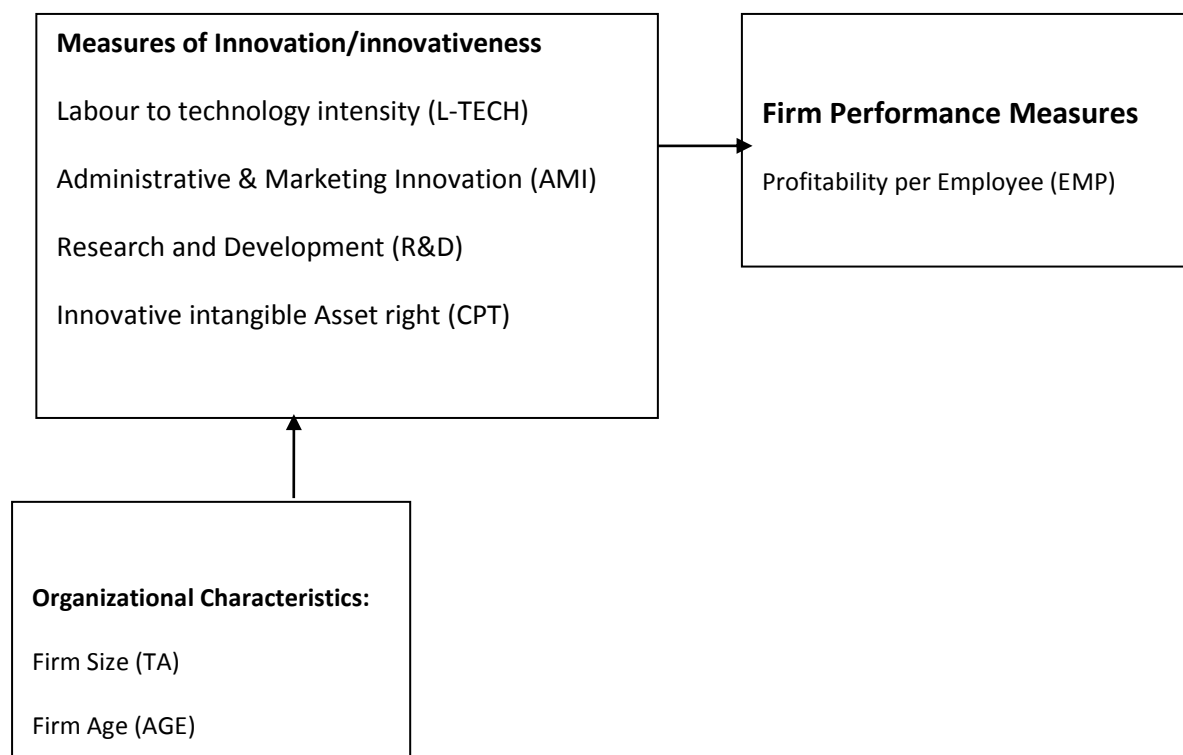 Measures of Innovation/innovativeness
Labour to technology intensity (L-TECH)
Administrative & Marketing Innovation (AMI)
Research and Development (R&D)
Innovative intangible Asset right (CPT)
Firm Performance Measures
Profitability per Employee (EMP)
Organizational Characteristics:
Firm Size (TA)
Firm Age (AGE)